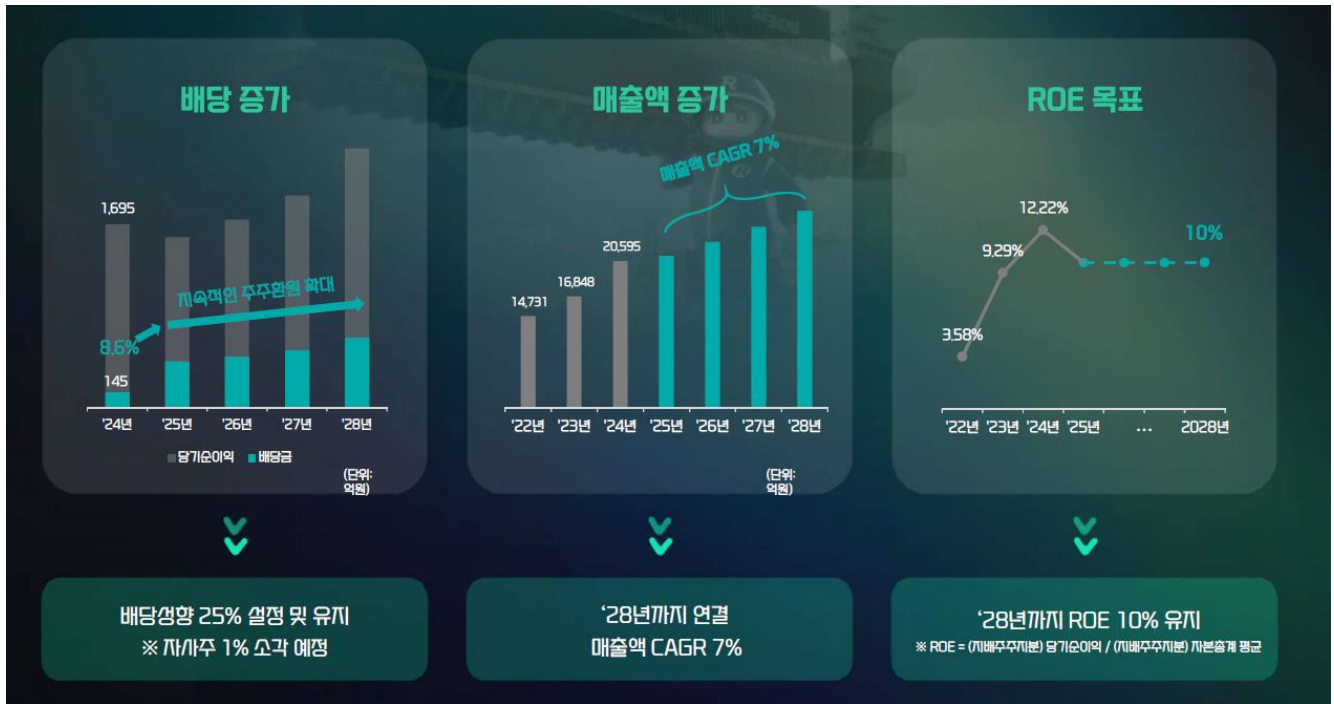 배당 증가
1,695
지속적인 주주환원 확대
8.6%
145
'24년 '25년 '26년 '27년 '28년
당기순이익 배당금
(단위:
억원)
배당성향 25% 설정 및 유지
※ 자사주 1% 소각 예정
매출액 증가
매출액 CAGR 7%
20,595
16,848
14,731
'22년 '23년 '24년 '25년 '26년 '27년 '28년
(단위:
억원)
‘28년까지 연결
매출액 CAGR 7%
ROE 목표
12.22%
10%
9.29%
3.58%
'22년 '23년 '24년 '25년 ... 2028년
‘28년까지 ROE 10% 유지
※ ROE = (지배주주지분) 당기순이익 / (지배주주지분) 자본총계 평균